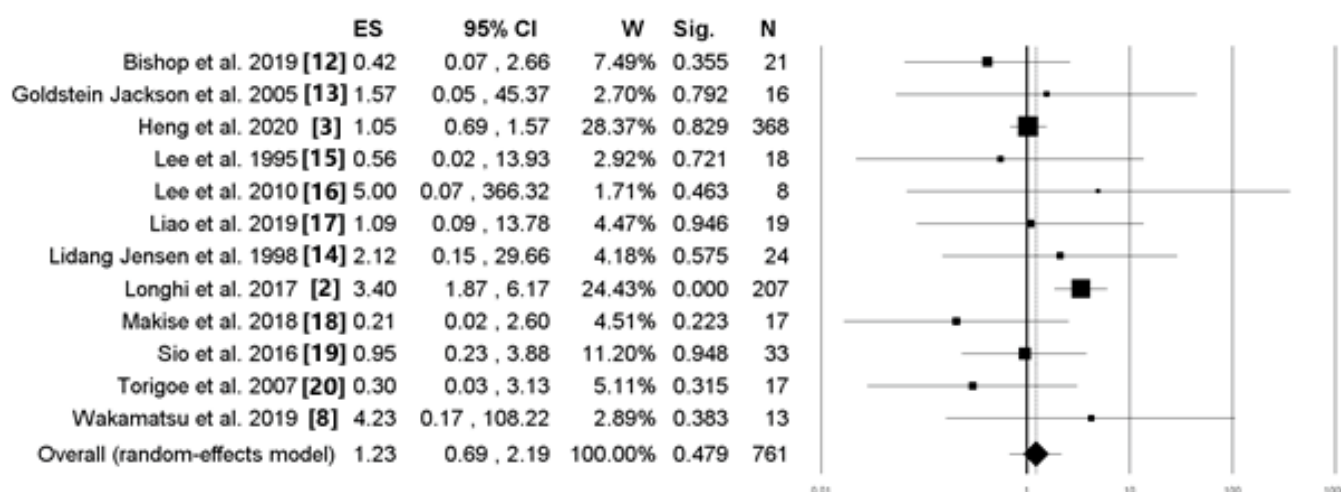 ES 95% CI W Sig. N
Bishop et al. 2019 [12] 0.42 0.07 , 2.66 7.49% 0.355 21
Goldstein Jackson et al. 2005 [13] 1.57 0.05 , 45.37 2.70% 0.792 16
Heng et al. 2020 [3] 1.05 0.69 , 1.57 28.37% 0.829 368
Lee et al. 1995 [15] 0.56 0.02 , 13.93 2.92% 0.721 18
Lee et al. 2010 [16] 5.00 0.07 , 366.32 1.71% 0.463 8
Liao et al. 2019 [17] 1.09 0.09 , 13.78 4.47% 0.946 19
Lidang Jensen et al. 1998 [14] 2.12 0.15 , 29.66 4.18% 0.575 24
Longhi et al. 2017 [2] 3.40 1.87 , 6.17 24.43% 0.000 207
Makise et al. 2018 [18] 0.21 0.02 , 2.60 4.51% 0.223 17
Sio et al. 2016 [19] 0.95 0.23 , 3.88 11.20% 0.948 33
Torigoe et al. 2007 [20] 0.30 0.03 , 3.13 5.11% 0.315 17
Wakamatsu et al. 2019 [8] 4.23 0.17 , 108.22 2.89% 0.383 13
Overall (random-effects model) 1.23 0.69 , 2.19 100.00% 0.479 761
0.01 1 10 100